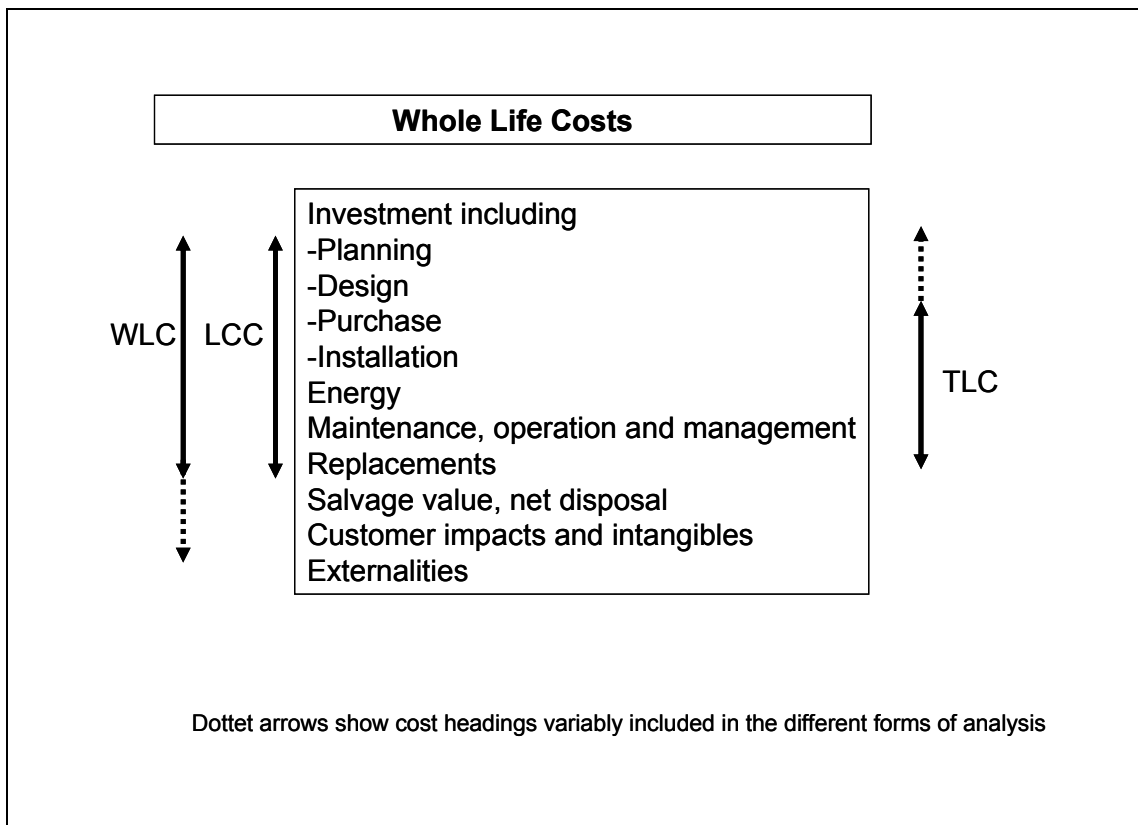 Whole Life Costs
Investment including
-Planning
-Design
-Purchase
-Installation
Energy
Maintenance, operation and management
Replacements
Salvage value, net disposal
Customer impacts and intangibles
Externalities
WLC
LCC
TLC
Dottet arrows show cost headings variably included in the different forms of analysis